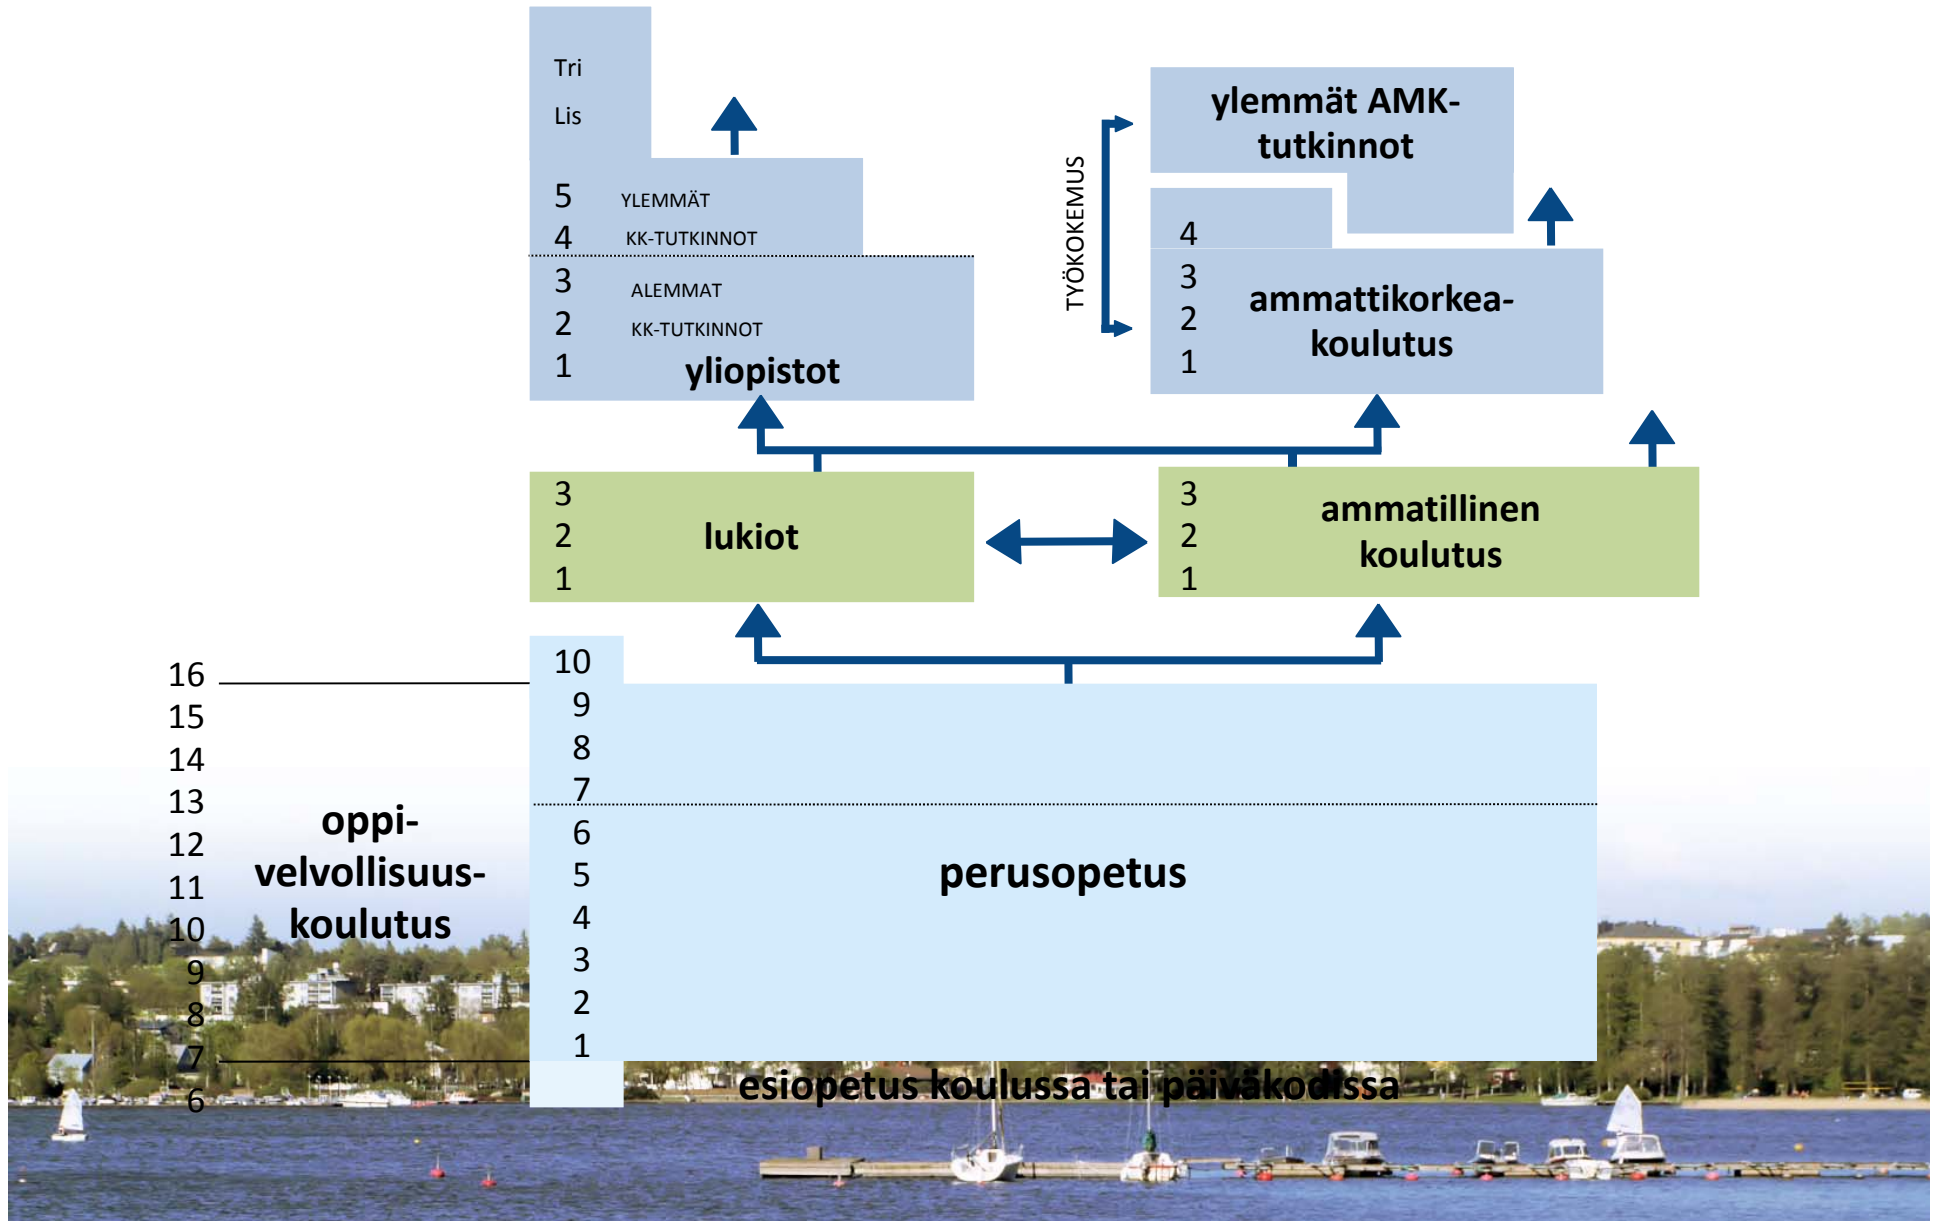 Tri
Lis
5 YLEMMÄT
4 KK-TUTKINNOT
3 ALEMMAT
2 KK-TUTKINNOT
1 yliopistot
TYÖKOKEMUS
ylemmät AMK-
tutkinnot
4
3
2
1
ammattikorkea-
koulutus
3
2
1
lukiot
3
2
1
ammatillinen
koulutus
16
15
14
13
12
11
10
9
8
7
6
oppi-
velvollisuus-
koulutus
10
9
8
7
6
5
4
3
2
1
perusopetus
esiopetus koulussa tai päiväkodissa